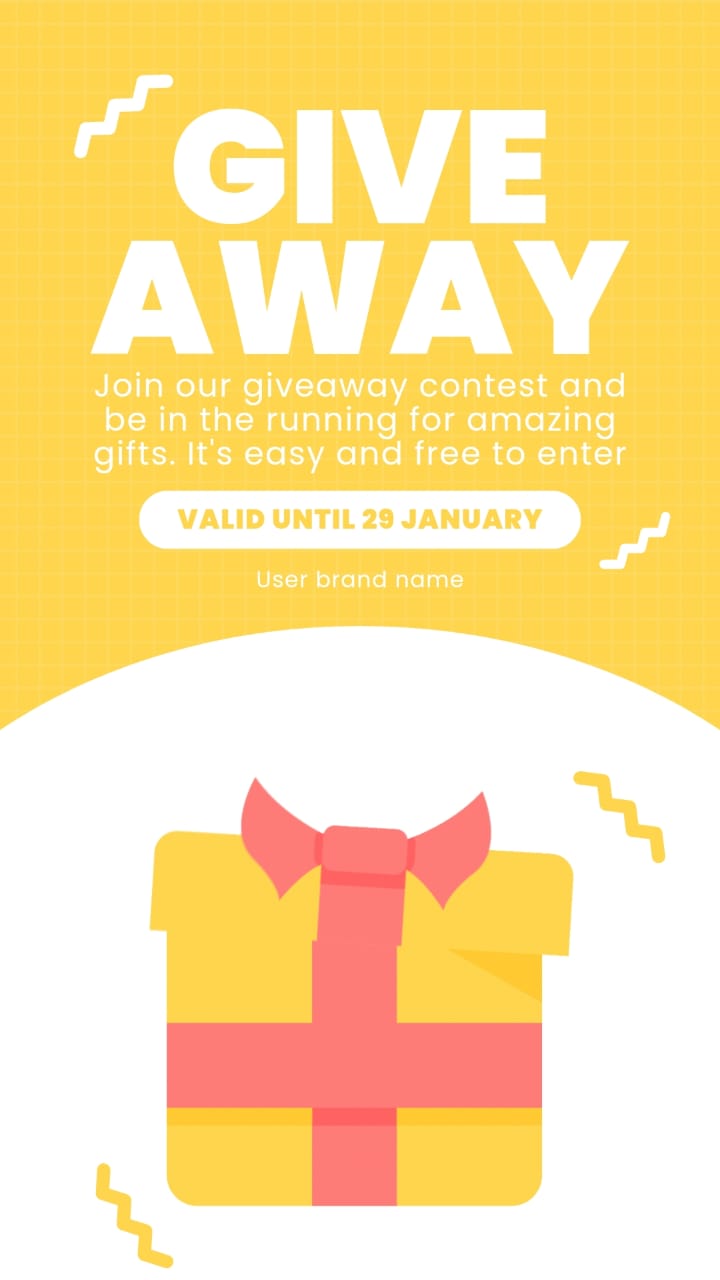 GIVE
AWAY
Join our giveaway contest and
be in the running for amazing
gifts. It's easy and free to enter
VALID UNTIL 29 JANUARY
User brand name